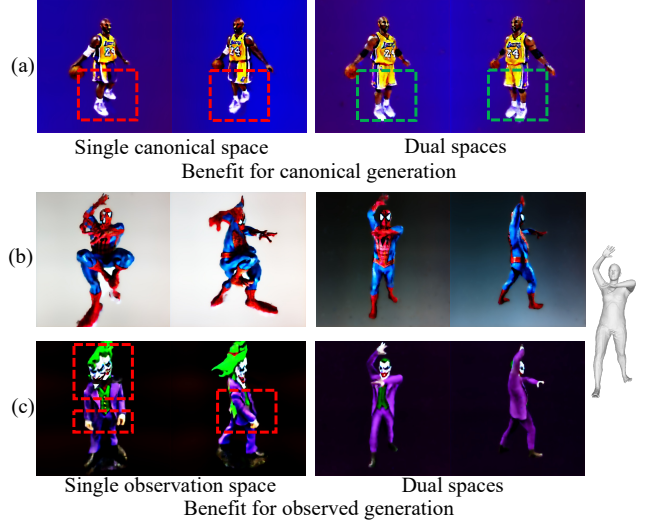 (a)
Single canonical space
Dual spaces
Benefit for canonical generation
(b)
(c)
Single observation space
Dual spaces
Benefit for observed generation